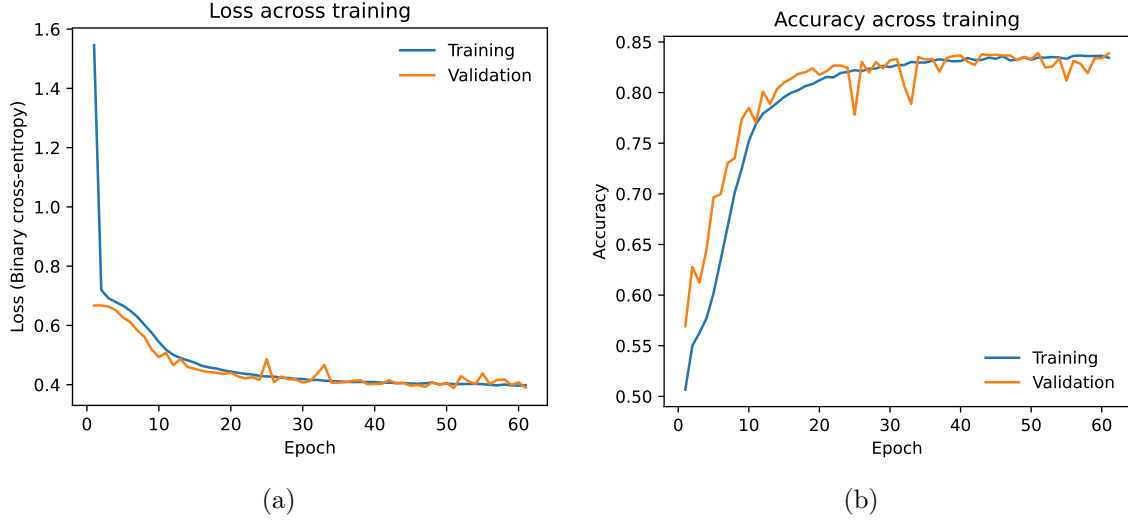 Loss across training
1.6
1.4
1.2
1.0
0.8
0.6
0.4
Loss (Binary cross-entropy)
Training
Validation
0 10 20 30 40 50 60
Epoch
(a)
Accuracy across training
0.85
0.80
0.75
0.70
0.65
0.60
0.55
0.50
Accuracy
Training
Validation
0 10 20 30 40 50 60
Epoch
(b)